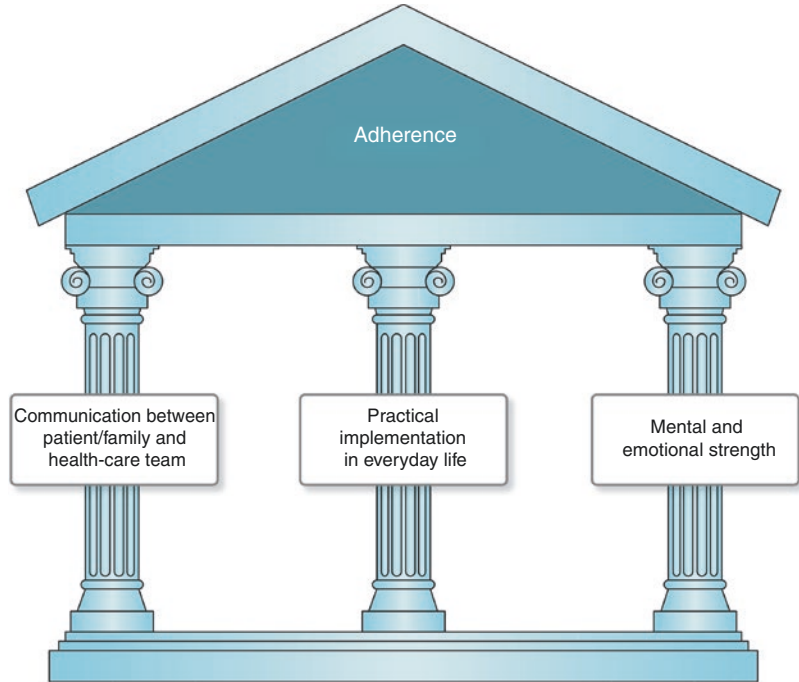 Adherence
Communication between
patient/family and
health-care team
Practical
implementation
in everyday life
Mental and
emotional strength